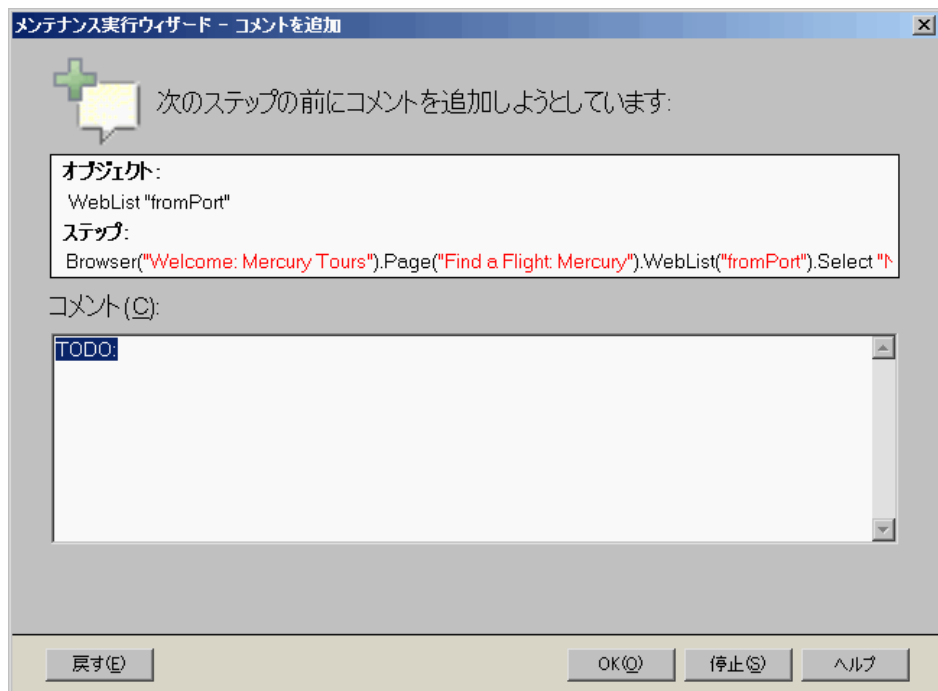 メンテナンス実行ウィザード - コメントを追加
次のステップの前にコメントを追加しようとしています:
オブジェクト:
WebList "fromPort"
ステップ:
Browser("Welcome: Mercury Tours").Page("Find a Flight: Mercury").WebList("fromPort").Select "N
コメント(C):
TODO:
戻す(E) OK(O) 停止(S) ヘルプ